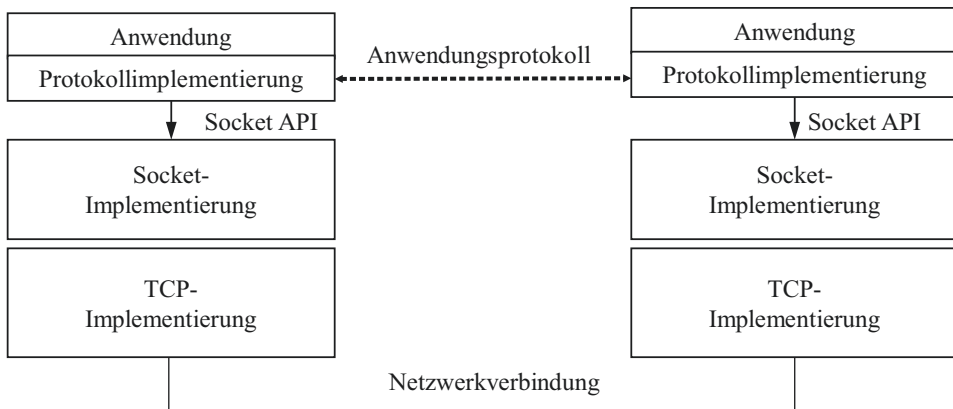 Anwendung
Protokollimplementierung
Anwendungsprotokoll
Anwendung
Protokollimplementierung
Socket API
Socket API
Socket-
Implementierung
Socket-
Implementierung
TCP-
Implementierung
TCP-
Implementierung
Netzwerkverbindung